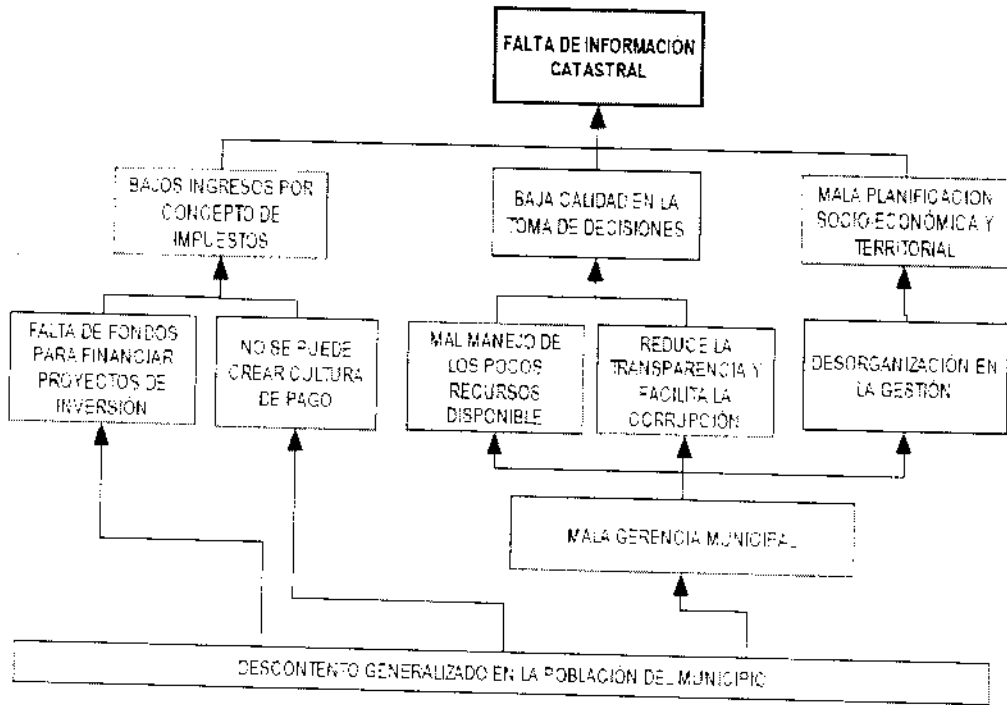 FALTA DE INFORMACIÓN
CATASTRAL
BAJOS INGRESOS POR
CONCEPTO DE
IMPUESTOS
BAJA CALIDAD EN LA
TOMA DE DECISIONES
MALA PLANIFICACION
SOCIO-ECONÓMICA Y
TERRITORIAL
FALTA DE FONDOS
PARA FINANCIAR
PROYECTOS DE
INVERSIÓN
NO SE PUEDE
CREAR CULTURA
DE PAGO
MAL MANEJO DE
LOS POCOS
RECURSOS
DISPONIBLE
REDUCE LA
TRANSPARENCIA Y
FACILITA LA
CORRUPCIÓN
DESORGANIZACIÓN EN
LA GESTIÓN
MALA GERENCIA MUNICIPAL
DESCONTENTO GENERALIZADO EN LA POBLACIÓN DEL MUNICIPIO